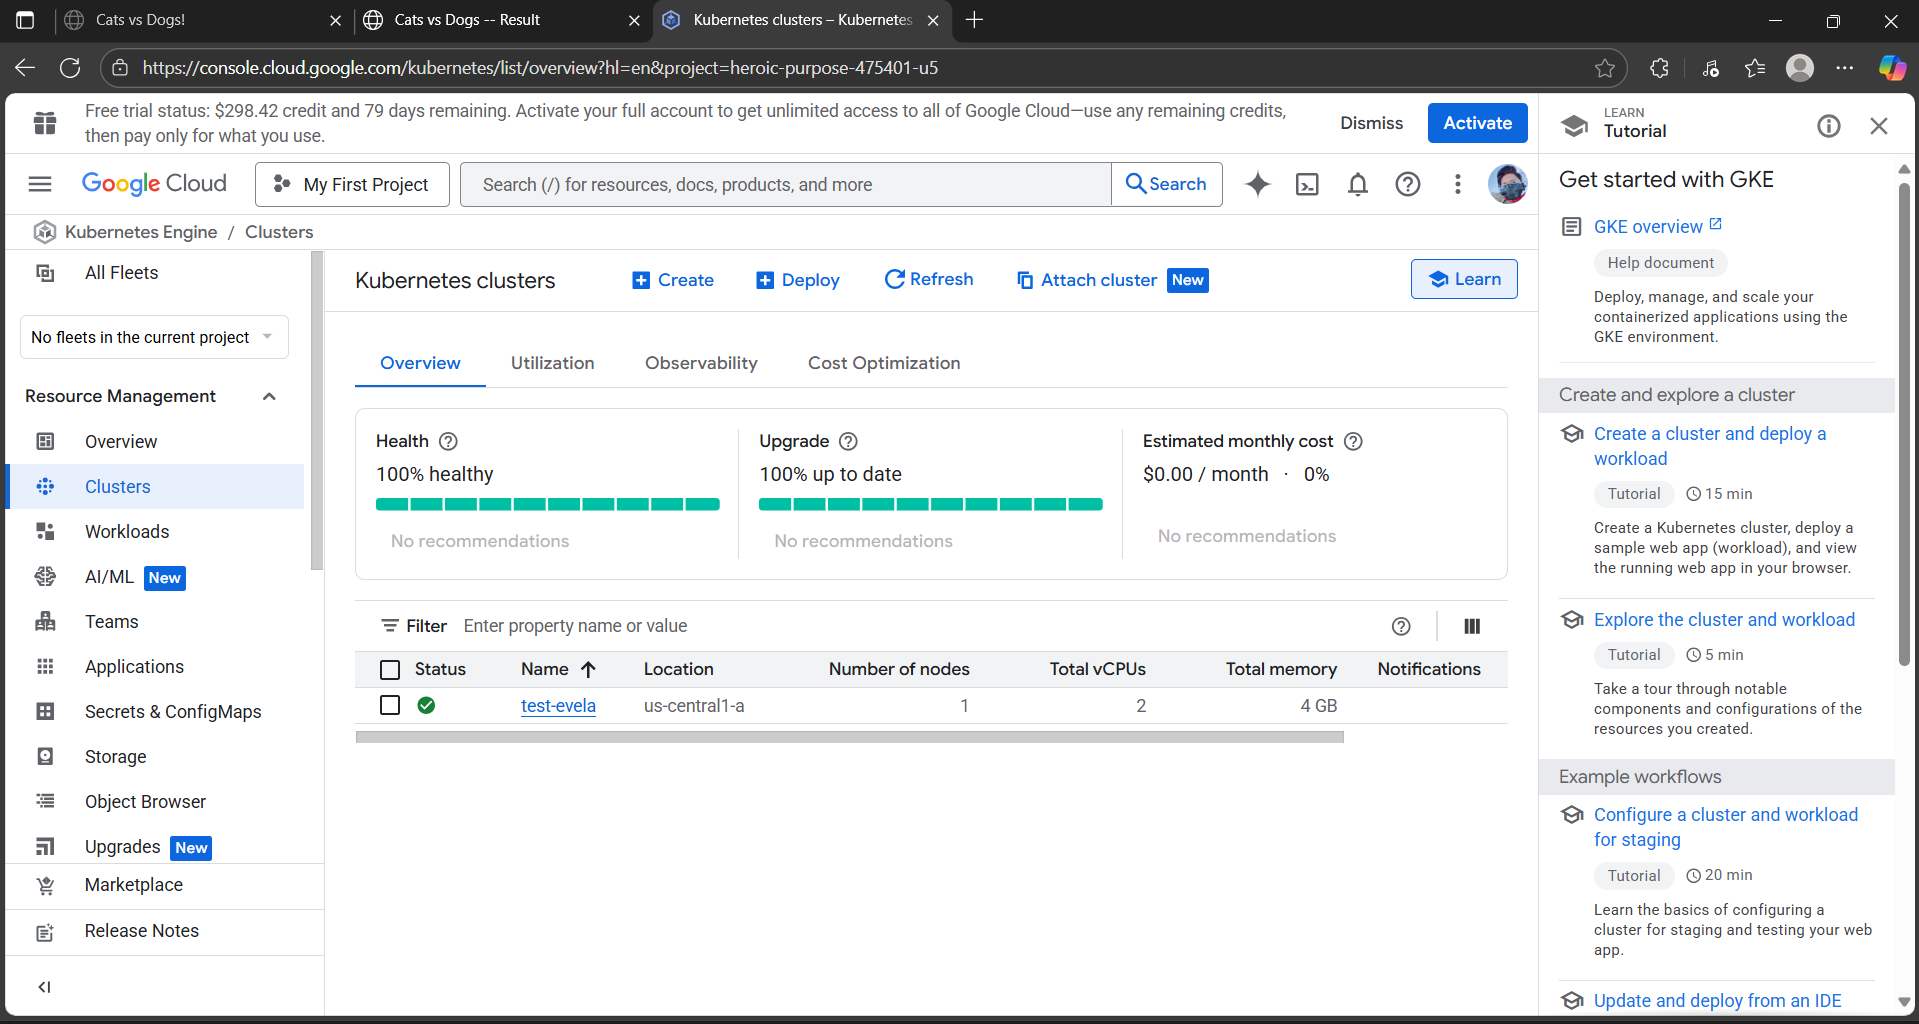 Cats vs Dogs!
Cats vs Dogs -- Result
Kubernetes clusters – Kubernetes
https://console.cloud.google.com/kubernetes/list/overview?hl=en&project=heroic-purpose-475401-u5
Free trial status: $298.42 credit and 79 days remaining. Activate your full account to get unlimited access to all of Google Cloud—use any remaining credits,
then pay only for what you use.
Dismiss
Activate
Google Cloud
My First Project
Search (/) for resources, docs, products, and more
Search
Kubernetes Engine / Clusters
All Fleets
No fleets in the current project
Resource Management
Overview
Clusters
Workloads
AI/ML New
Teams
Applications
Secrets & ConfigMaps
Storage
Object Browser
Upgrades New
Marketplace
Release Notes
Kubernetes clusters
Create
Deploy
Refresh
Attach cluster New
Learn
Overview
Utilization
Observability
Cost Optimization
Health
100% healthy
No recommendations
Upgrade
100% up to date
No recommendations
Estimated monthly cost
$0.00 / month · 0%
No recommendations
Filter Enter property name or value
Status Name Location Number of nodes Total vCPUs Total memory Notifications
test-evela us-central1-a 1 2 4 GB
LEARN
Tutorial
Get started with GKE
GKE overview
Help document
Deploy, manage, and scale your
containerized applications using the
GKE environment.
Create and explore a cluster
Create a cluster and deploy a
workload
Tutorial 15 min
Create a Kubernetes cluster, deploy a
sample web app (workload), and view
the running web app in your browser.
Explore the cluster and workload
Tutorial 5 min
Take a tour through notable
components and configurations of the
resources you created.
Example workflows
Configure a cluster and workload
for staging
Tutorial 20 min
Learn the basics of configuring a
cluster for staging and testing your web
app.
Update and deploy from an IDE